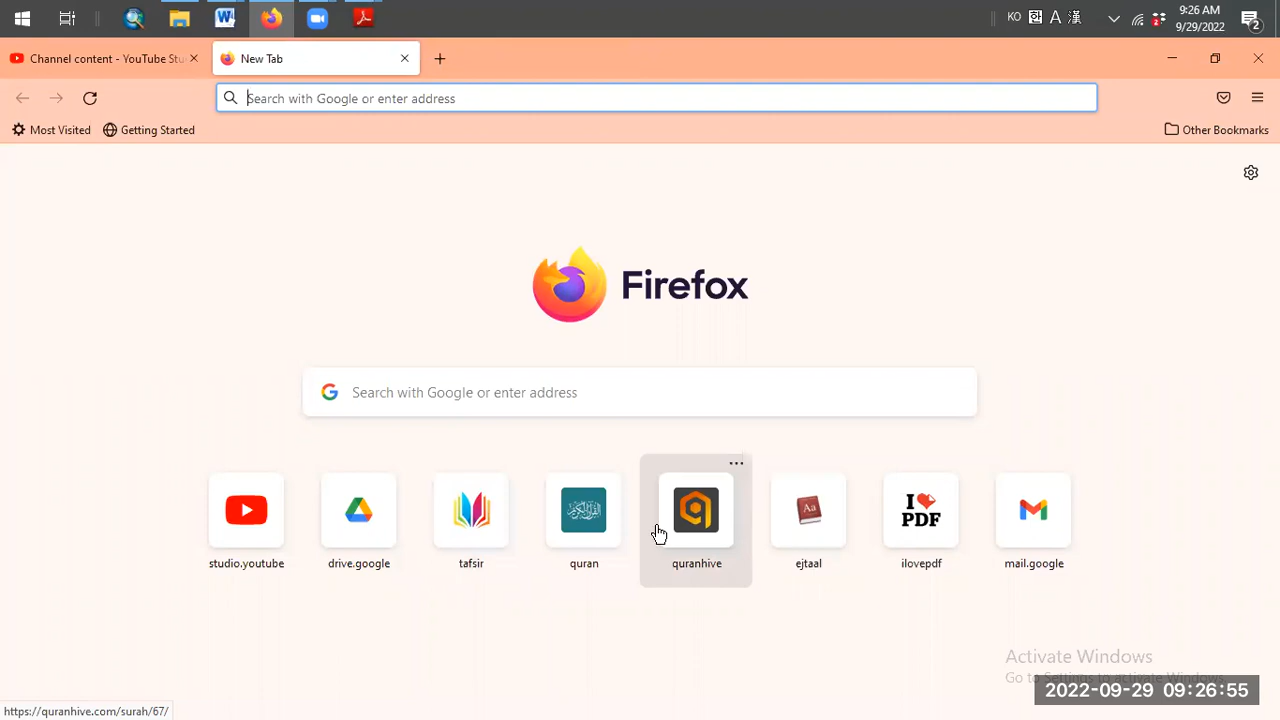 KO A 漢 9:26 AM
9/29/2022
2
Channel content - YouTube Stu
New Tab
Search with Google or enter address
Most Visited Getting Started Other Bookmarks
Firefox
Search with Google or enter address
Aa
I PDF
studio.youtube drive.google tafsir quran quranhive ejtaal ilovepdf mail.google
Activate Windows
Go to Settings to activate Windows.
2022-09-29 09:26:55
https://quranhive.com/surah/67/